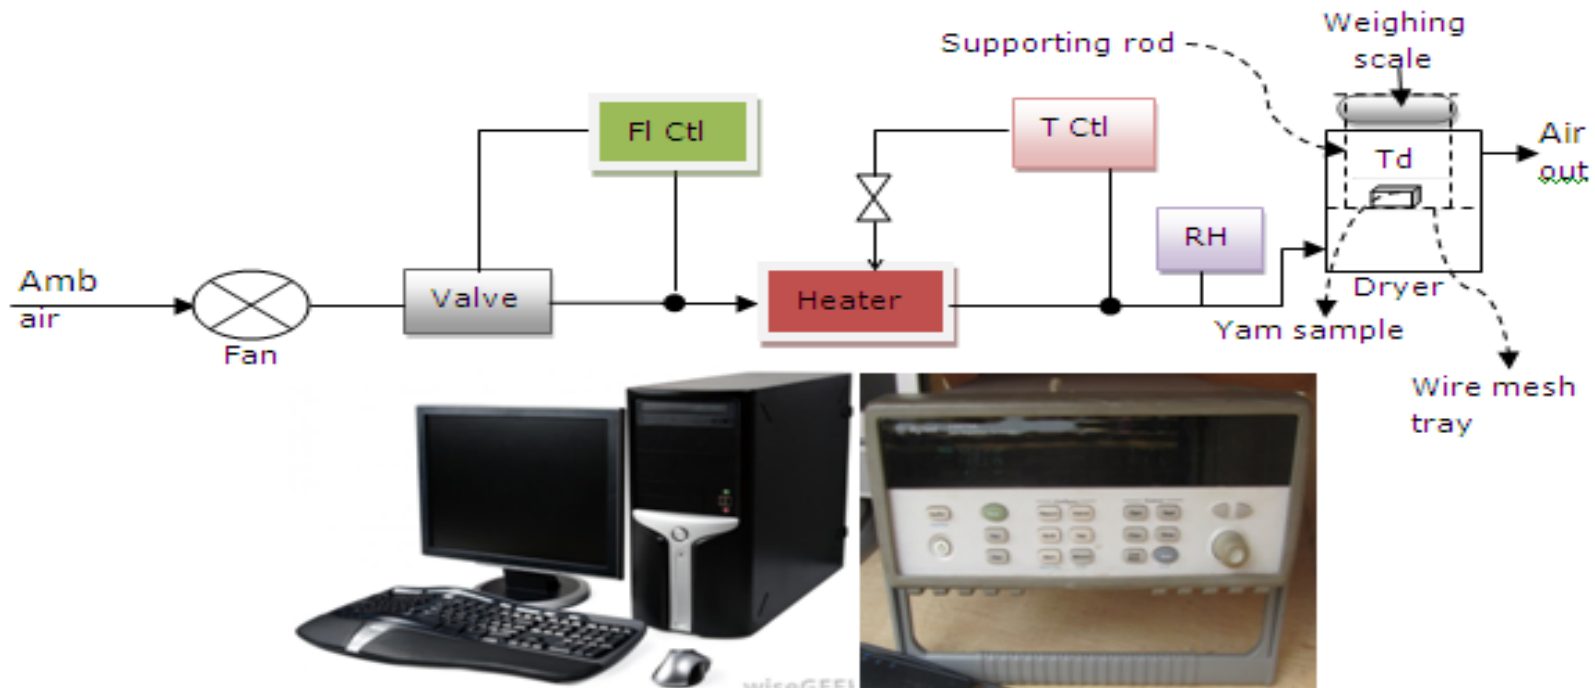 Supporting rod
Weighing
scale
Fl Ctl
T Ctl
Td
Air
out
RH
Amb
air
Valve
Heater
Fan
Dryer
Yam sample
Wire mesh
tray